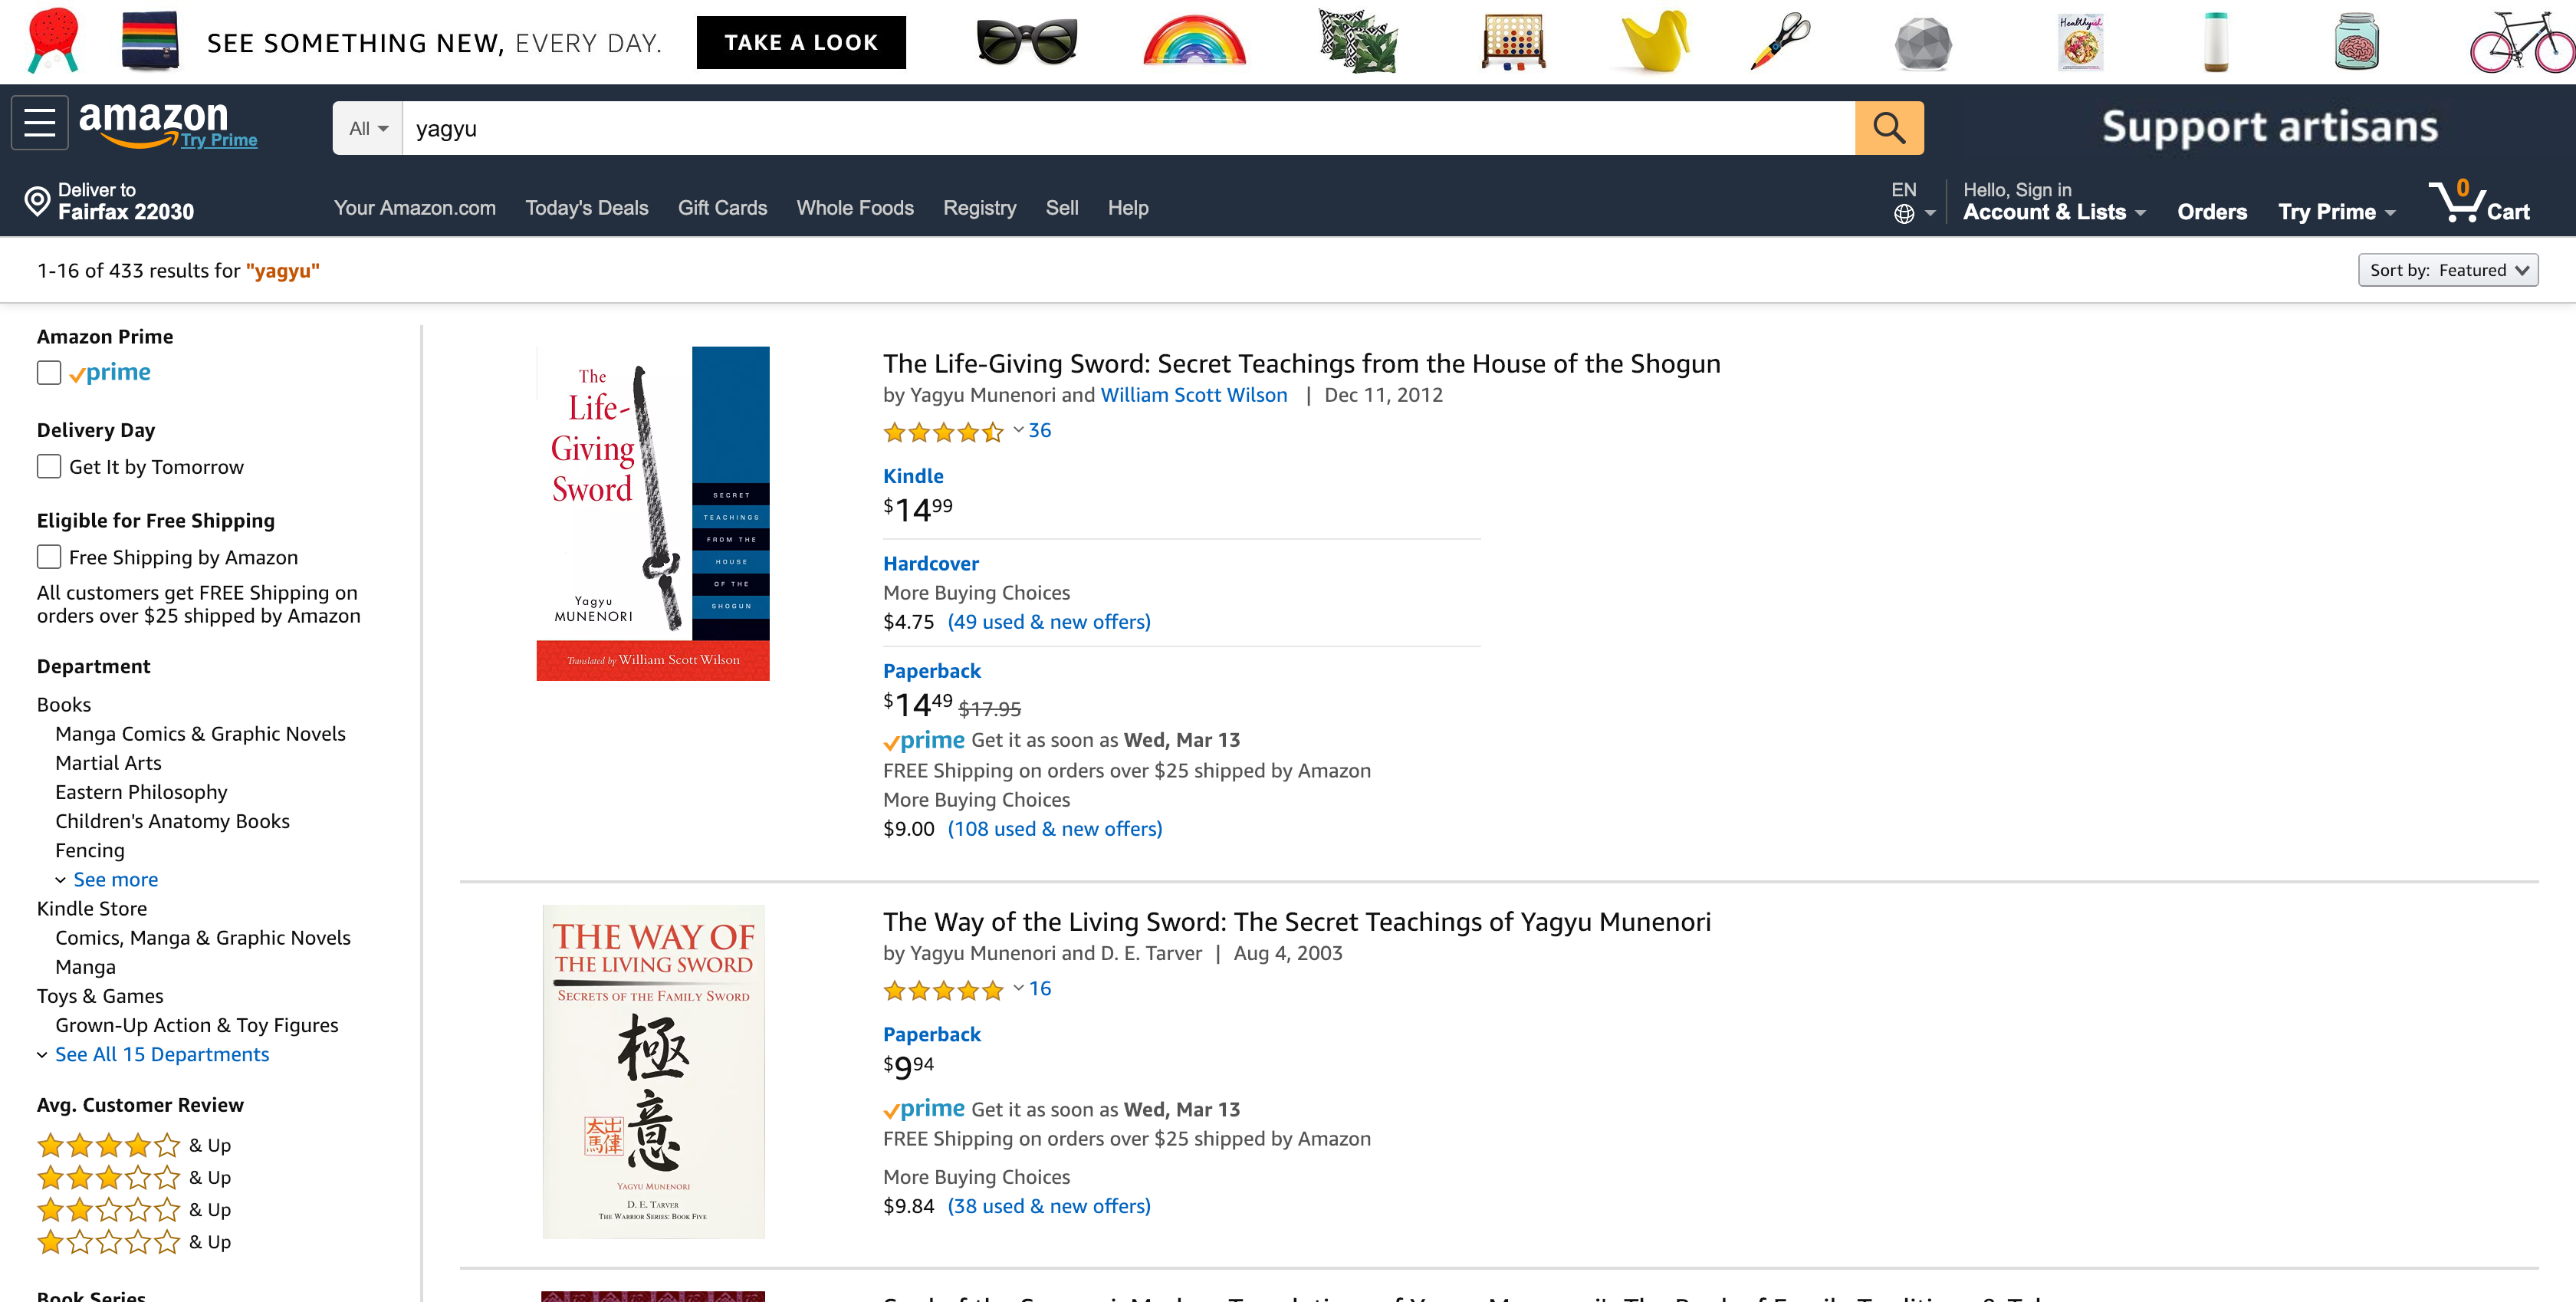 SEE SOMETHING NEW, EVERY DAY.
TAKE A LOOK
Healthyish
amazon
Try Prime
All
yagyu
Support artisans
Deliver to
Fairfax 22030
Your Amazon.com Today's Deals Gift Cards Whole Foods Registry Sell Help
EN
Hello, Sign in
Account & Lists
Orders
Try Prime
0
Cart
1-16 of 433 results for "yagyu"
Sort by: Featured
Amazon Prime
prime
Delivery Day
Get It by Tomorrow
Eligible for Free Shipping
Free Shipping by Amazon
All customers get FREE Shipping on
orders over $25 shipped by Amazon
Department
Books
Manga Comics & Graphic Novels
Martial Arts
Eastern Philosophy
Children's Anatomy Books
Fencing
See more
Kindle Store
Comics, Manga & Graphic Novels
Manga
Toys & Games
Grown-Up Action & Toy Figures
See All 15 Departments
Avg. Customer Review
& Up
& Up
& Up
& Up
Book Series
The
Life-
Giving
Sword
SECRET
TEACHINGS
FROM THE
HOUSE
OF THE
SHOGUN
Yagyu
MUNENORI
Translated by William Scott Wilson
The Life-Giving Sword: Secret Teachings from the House of the Shogun
by Yagyu Munenori and William Scott Wilson | Dec 11, 2012
36
Kindle
$14.99
Hardcover
More Buying Choices
$4.75 (49 used & new offers)
Paperback
$14.49 $17.95
prime Get it as soon as Wed, Mar 13
FREE Shipping on orders over $25 shipped by Amazon
More Buying Choices
$9.00 (108 used & new offers)
THE WAY OF
THE LIVING SWORD
SECRETS OF THE FAMILY SWORD
極
意
YAGYU MUNENORI
D. E. TARVER
THE WARRIOR SERIES: BOOK FIVE
The Way of the Living Sword: The Secret Teachings of Yagyu Munenori
by Yagyu Munenori and D. E. Tarver | Aug 4, 2003
16
Paperback
$9.94
prime Get it as soon as Wed, Mar 13
FREE Shipping on orders over $25 shipped by Amazon
More Buying Choices
$9.84 (38 used & new offers)